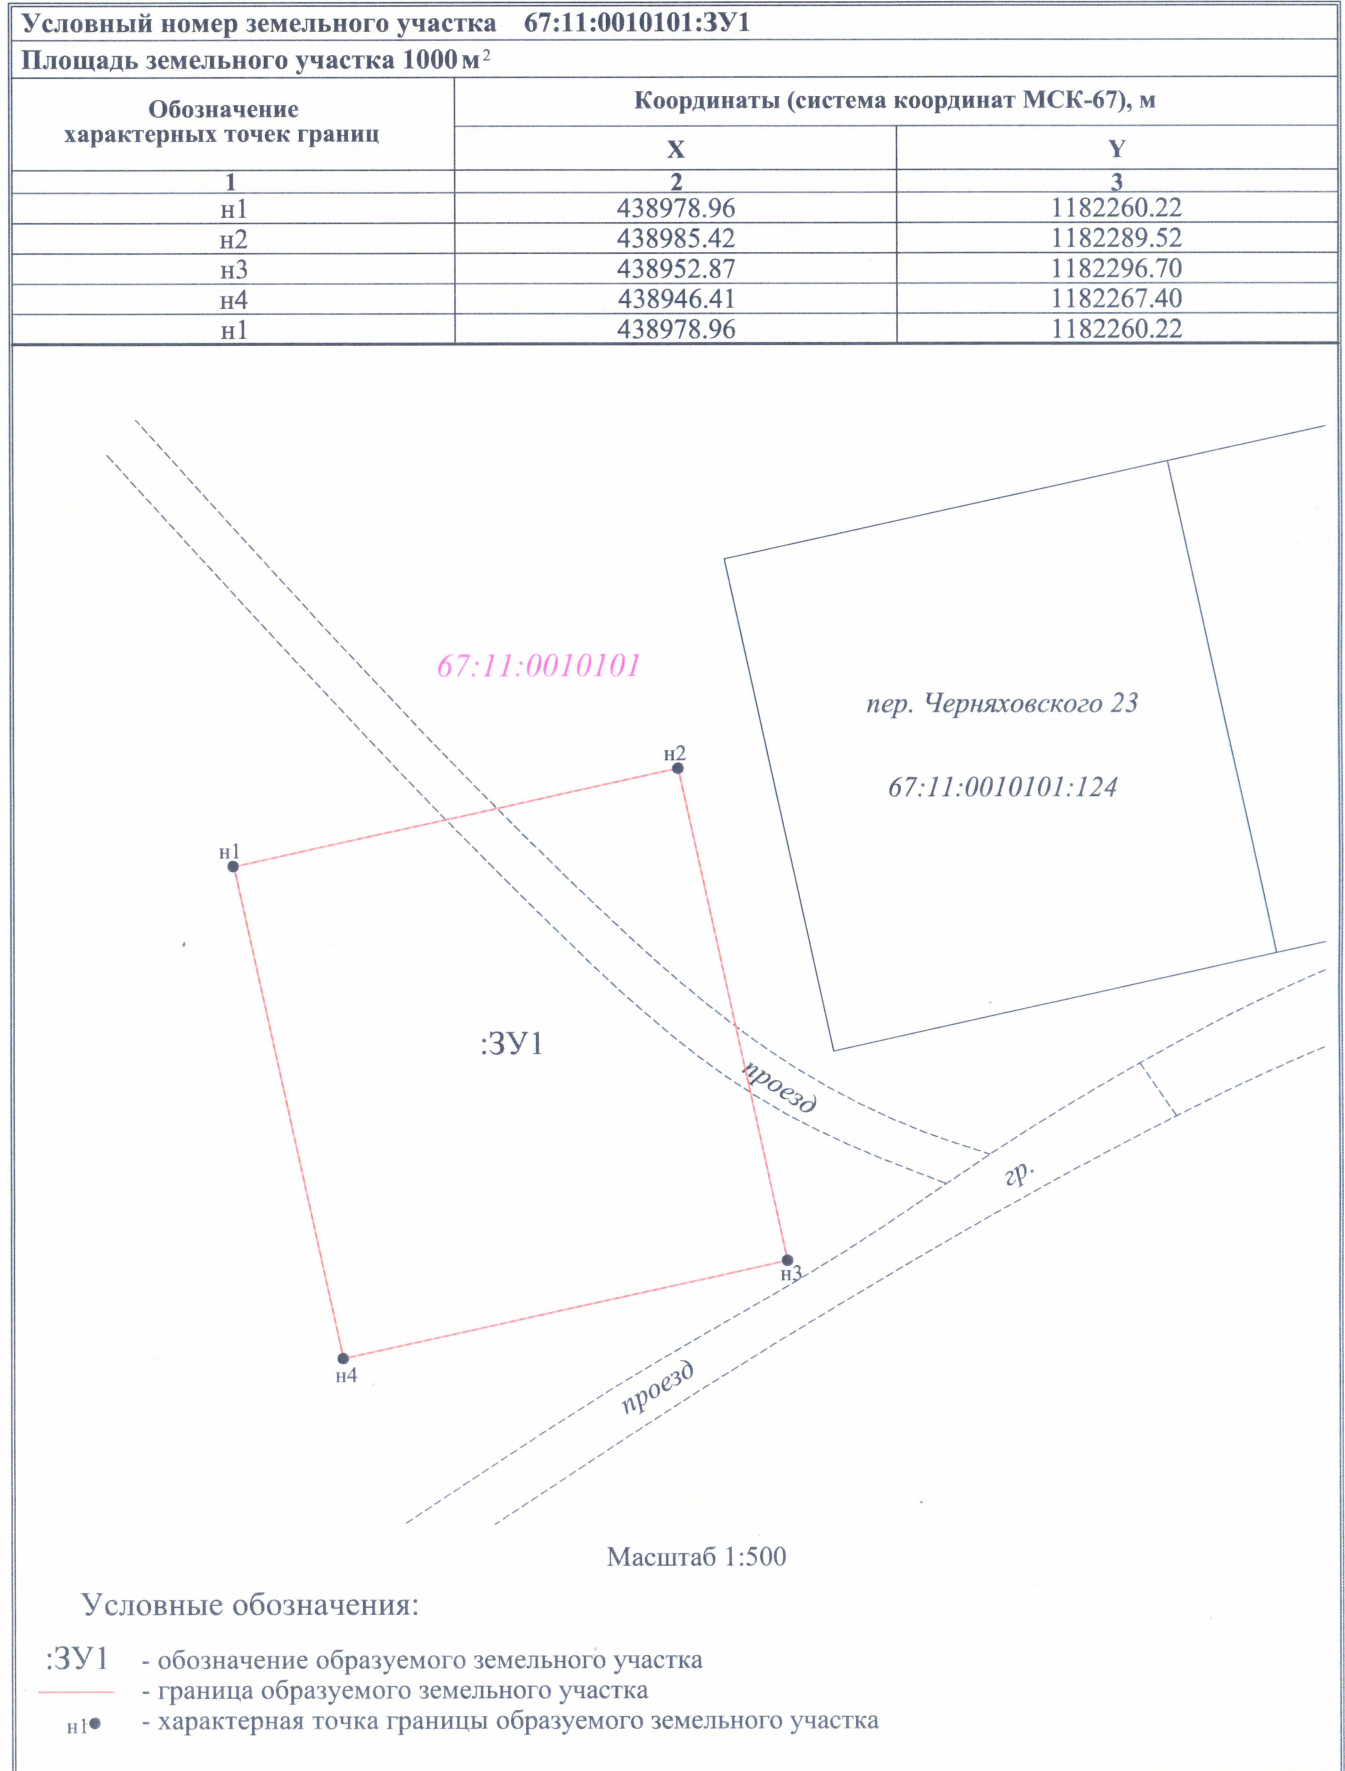 Условный номер земельного участка 67:11:0010101:ЗУ1
Площадь земельного участка 1000 м²
Обозначение
характерных точек границ
Координаты (система координат МСК-67), м
X
Y
1 2 3
н1 438978.96 1182260.22
н2 438985.42 1182289.52
н3 438952.87 1182296.70
н4 438946.41 1182267.40
н1 438978.96 1182260.22
67:11:0010101
пер. Черняховского 23
67:11:0010101:124
н2
н1
:ЗУ1
проезд
гр.
н3
н4
проезд
Масштаб 1:500
Условные обозначения:
:ЗУ1 - обозначение образуемого земельного участка
- граница образуемого земельного участка
н1 - характерная точка границы образуемого земельного участка